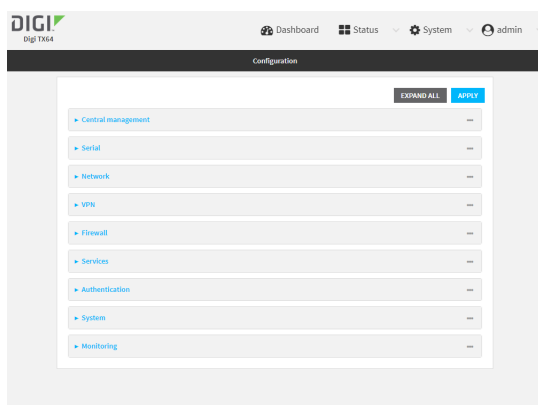 DIGI.
Digi TX64
Dashboard Status System admin
Configuration
EXPAND ALL APPLY
Central management
Serial
Network
VPN
Firewall
Services
Authentication
System
Monitoring